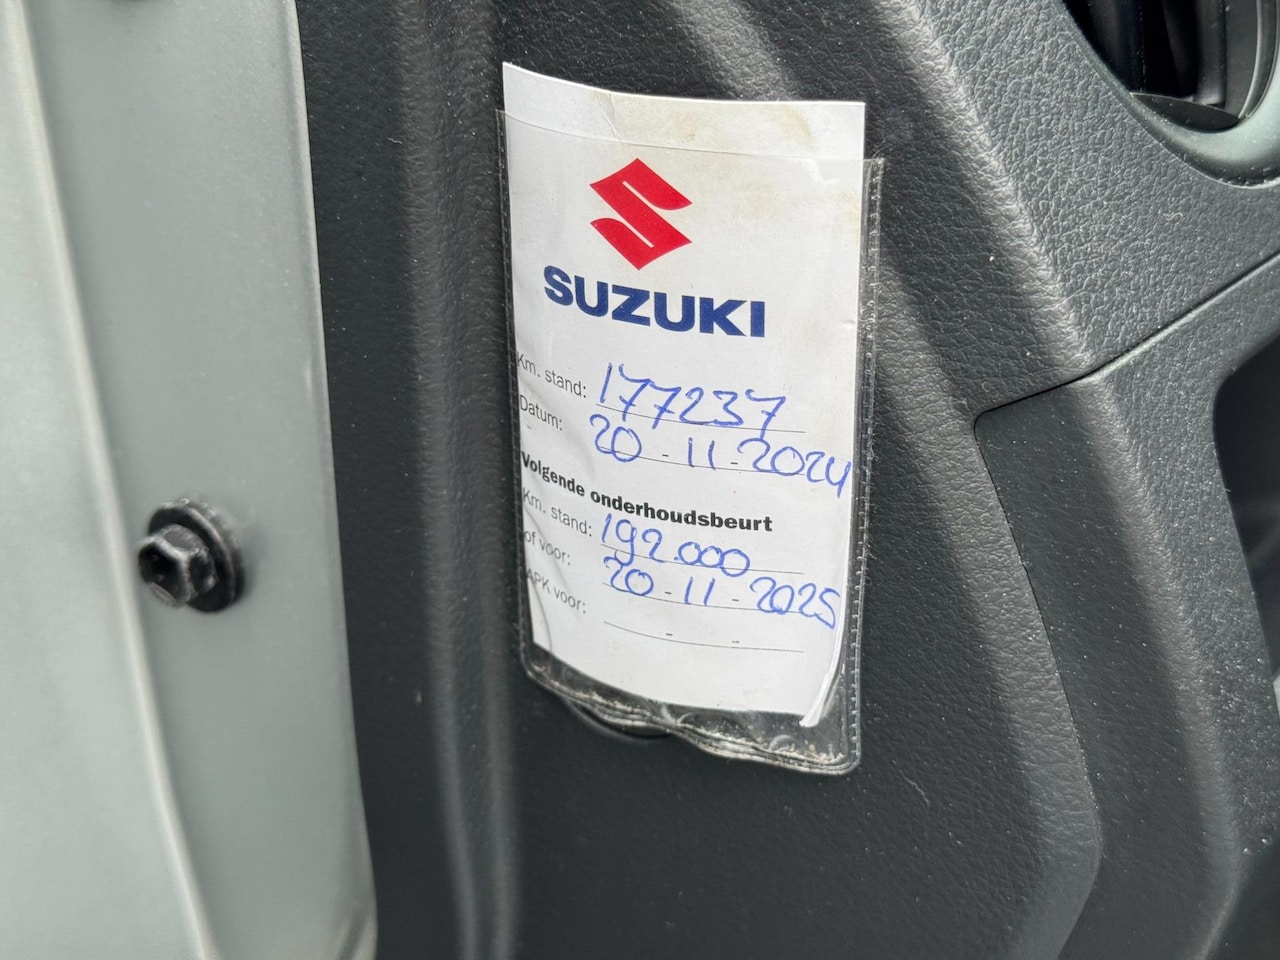 SUZUKI
Km. stand: 177237
Datum: 20 - 11 - 2024
Volgende onderhoudsbeurt
Km. stand: 192.000
of voor: 20 - 11 - 2025
APK voor: - -